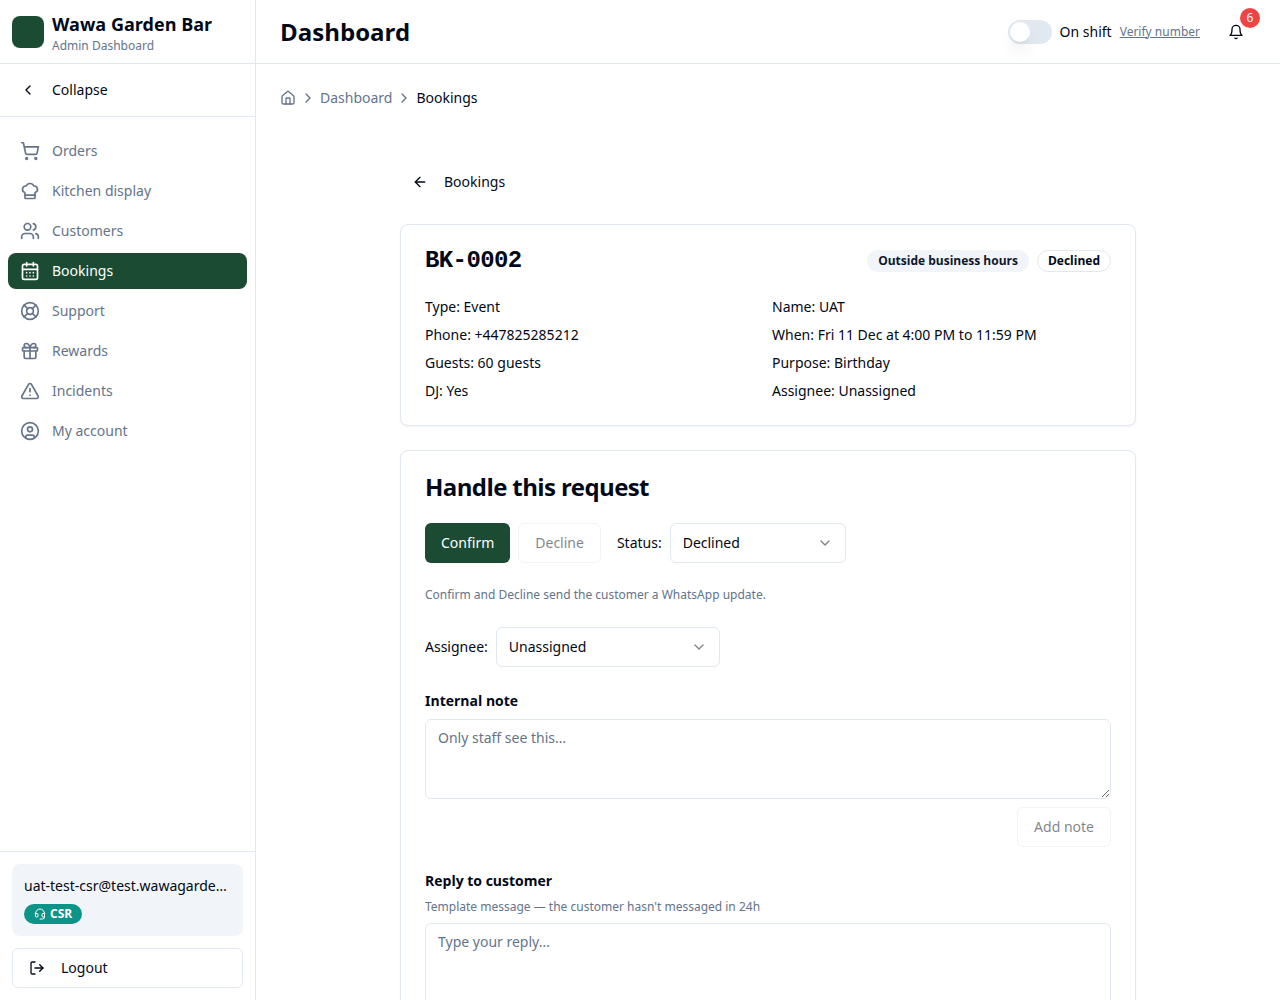 Wawa Garden Bar
Admin Dashboard
Collapse
Orders
Kitchen display
Customers
Bookings
Support
Rewards
Incidents
My account
uat-test-csr@test.wawagarde...
CSR
Logout
Dashboard
On shift
Verify number
6
Dashboard
Bookings
Bookings
BK-0002
Outside business hours
Declined
Type: Event
Name: UAT
Phone: +447825285212
When: Fri 11 Dec at 4:00 PM to 11:59 PM
Guests: 60 guests
Purpose: Birthday
DJ: Yes
Assignee: Unassigned
Handle this request
Confirm
Decline
Status:
Declined
Confirm and Decline send the customer a WhatsApp update.
Assignee:
Unassigned
Internal note
Only staff see this...
Add note
Reply to customer
Template message — the customer hasn't messaged in 24h
Type your reply...